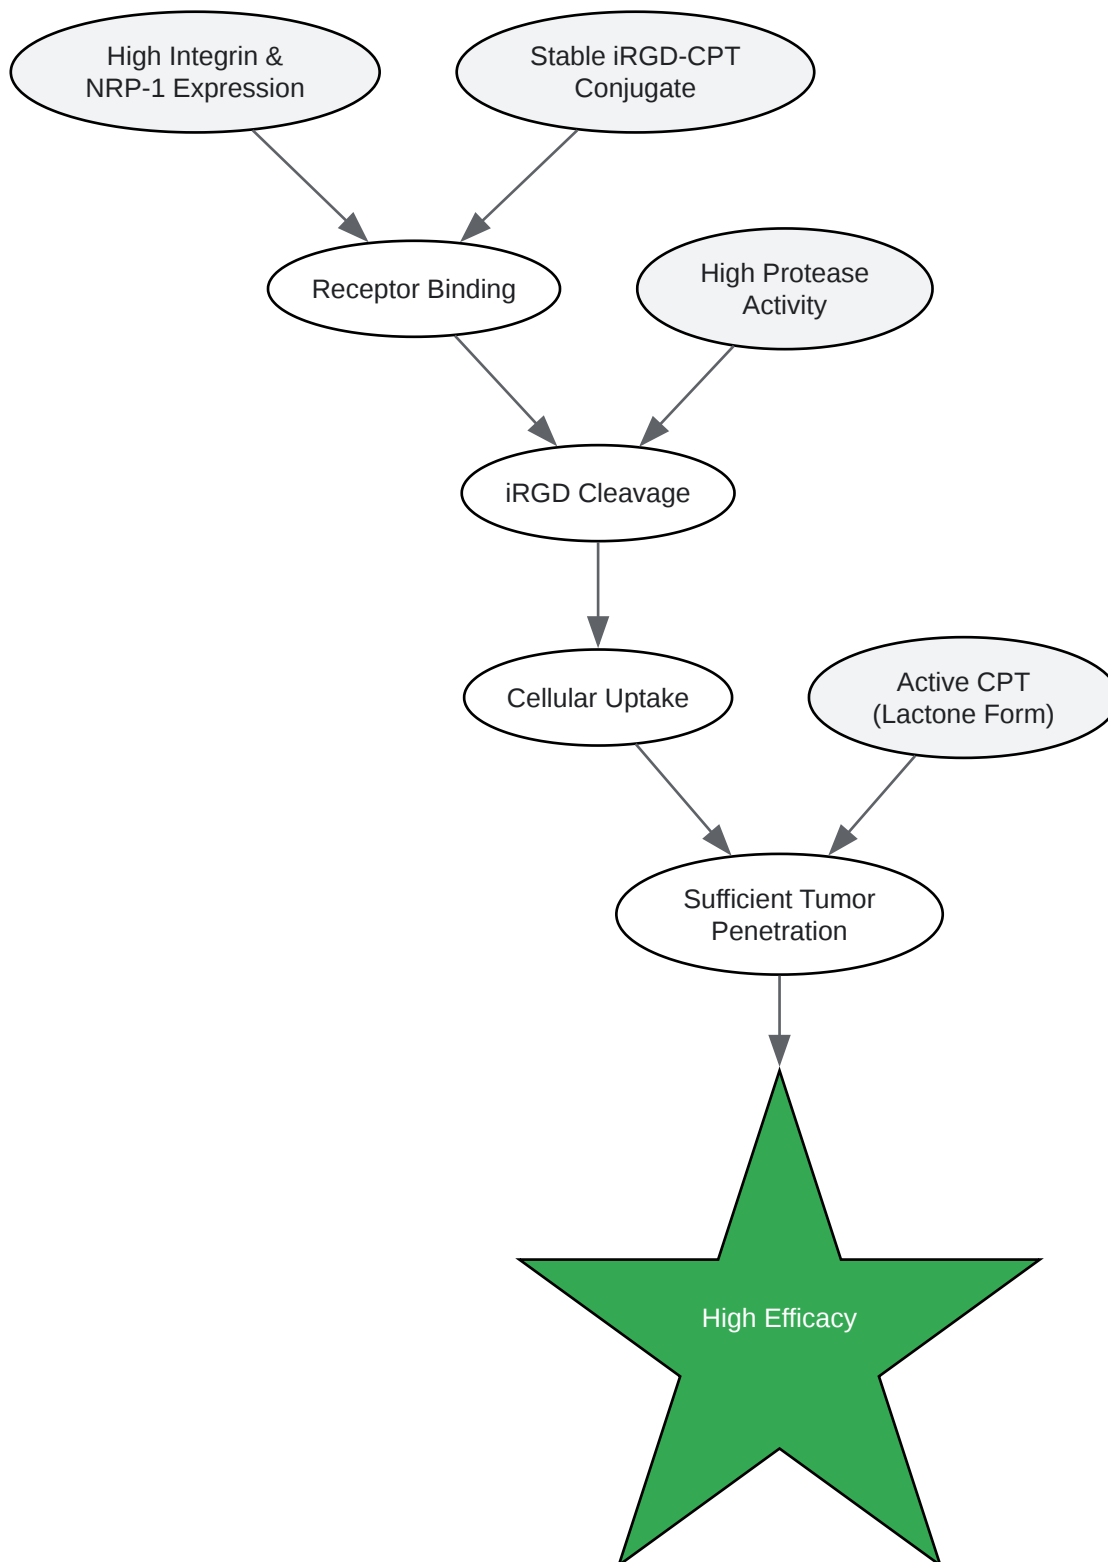 High Integrin &
NRP-1 Expression
Stable iRGD-CPT
Conjugate
Receptor Binding
High Protease
Activity
iRGD Cleavage
Cellular Uptake
Active CPT
(Lactone Form)
Sufficient Tumor
Penetration
High Efficacy